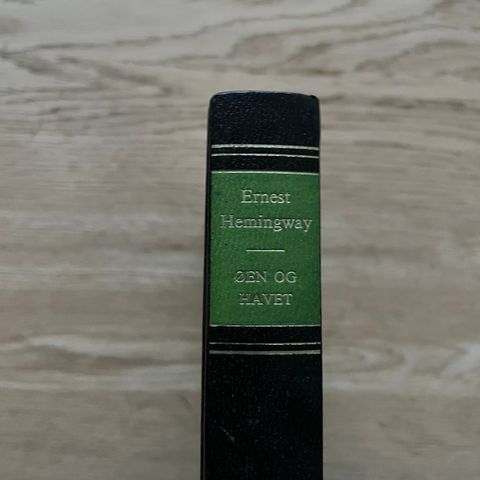 Ernest
Hemingway
ØEN OG
HAVET